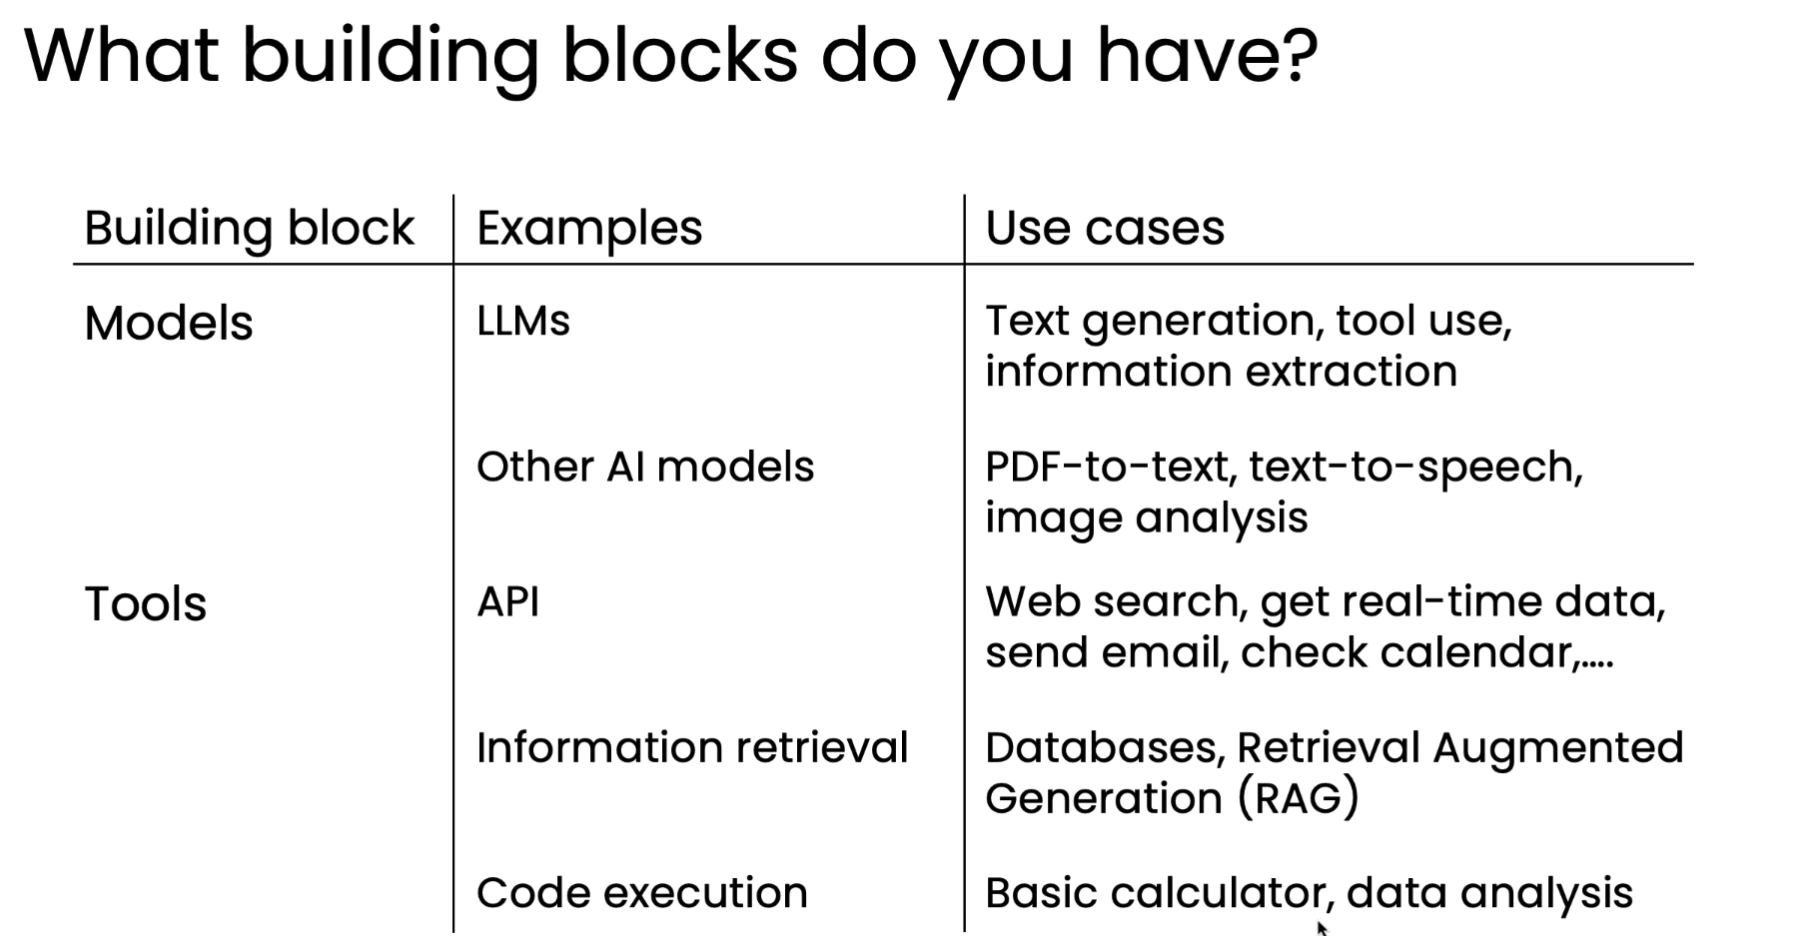 What building blocks do you have?
Building block
Examples
Use cases
Models
LLMs
Text generation, tool use,
information extraction
Other AI models
PDF-to-text, text-to-speech,
image analysis
Tools
API
Web search, get real-time data,
send email, check calendar,....
Information retrieval
Databases, Retrieval Augmented
Generation (RAG)
Code execution
Basic calculator, data analysis